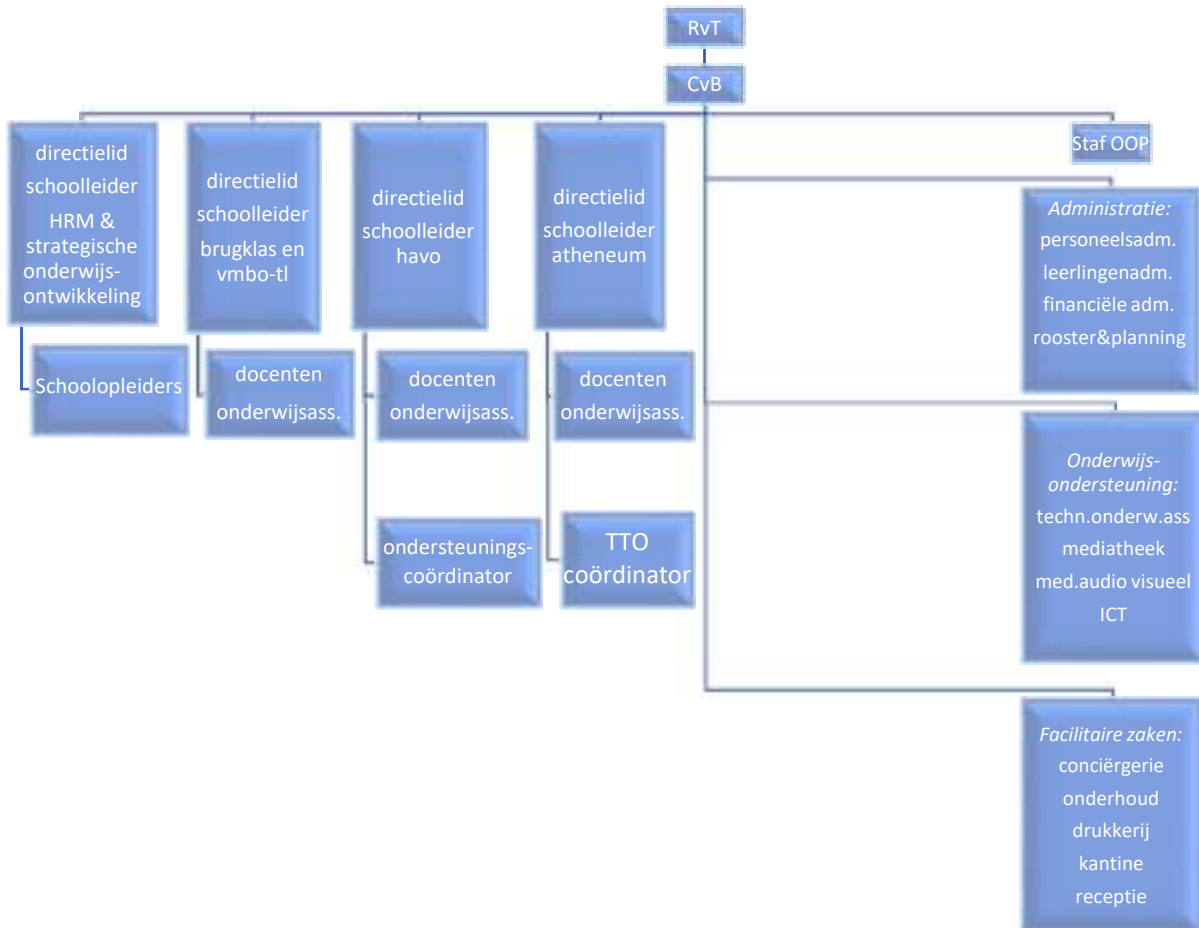 RvT
CvB
directielid
schoolleider
HRM &
strategische
onderwijs-
ontwikkeling
directielid
schoolleider
brugklas en
vmbo-tl
directielid
schoolleider
havo
directielid
schoolleider
atheneum
Staf OOP
Administratie:
personeelsadm.
leerlingenadm.
financiële adm.
rooster&planning
Schoolopleiders
docenten
onderwijsass.
docenten
onderwijsass.
docenten
onderwijsass.
ondersteunings-
coördinator
TTO
coördinator
Onderwijs-
ondersteuning:
techn.onderw.ass
mediatheek
med.audio visueel
ICT
Facilitaire zaken:
conciërgerie
onderhoud
drukkerij
kantine
receptie